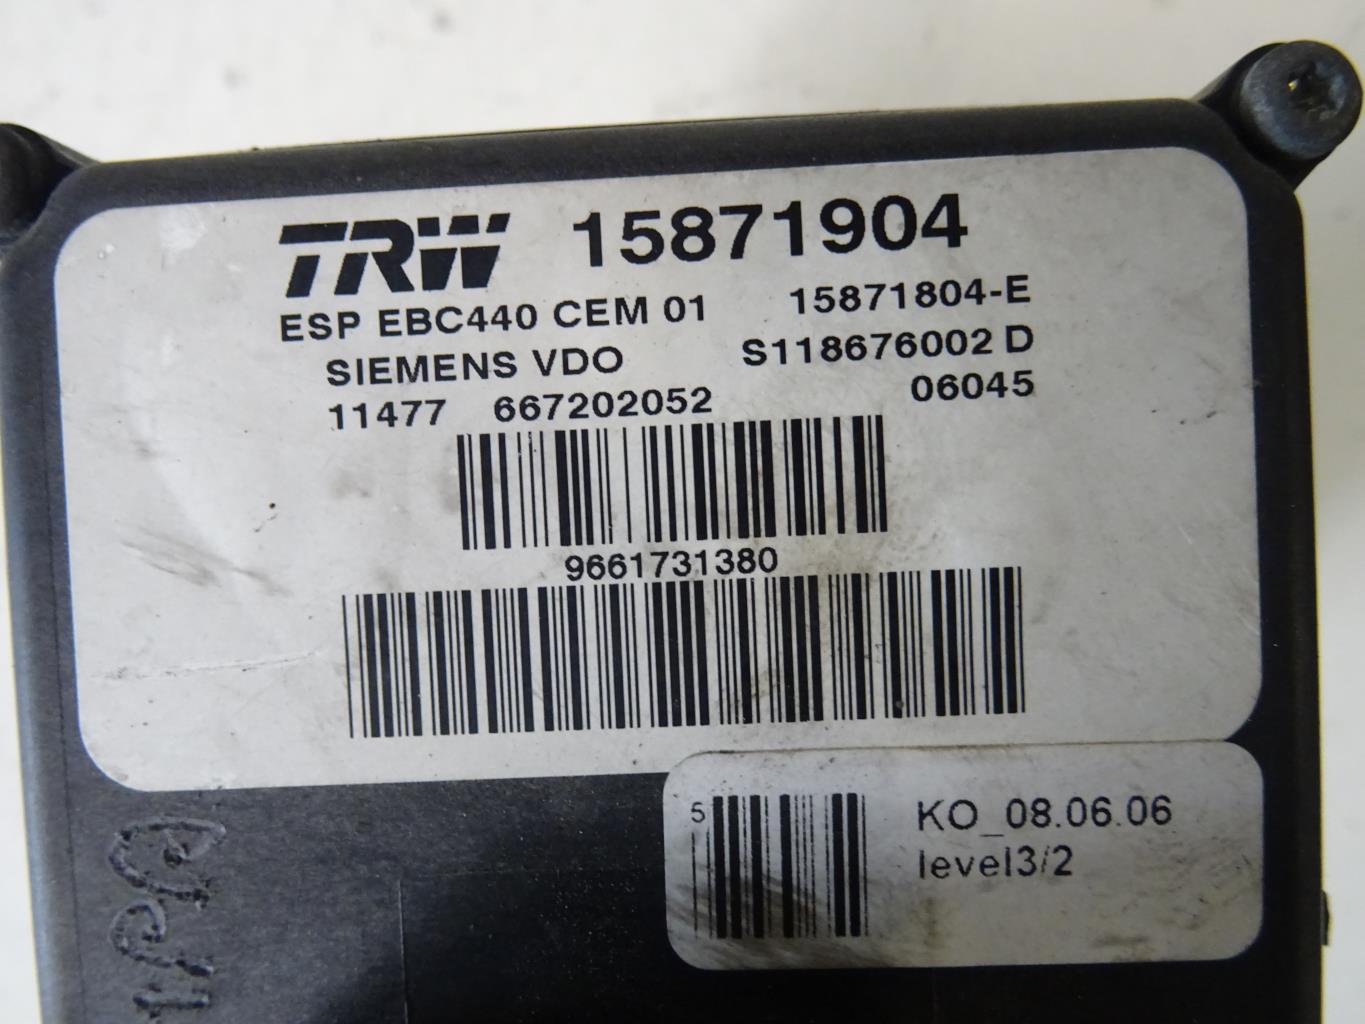 TRW 15871904
ESP EBC440 CEM 01 15871804-E
SIEMENS VDO S118676002 D
11477 667202052 06045
9661731380
5 KO_08.06.06
level3/2